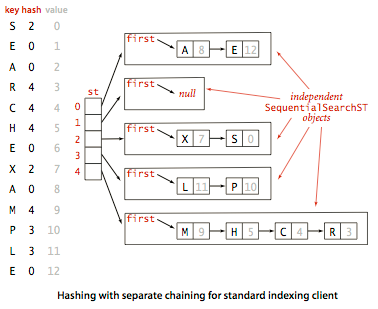 key hash value
S 2 0
E 0 1
A 0 2
R 4 3
C 4 4
H 4 5
E 0 6
X 2 7
A 0 8
M 4 9
P 3 10
L 3 11
E 0 12
st
0
1
2
3
4
first
A 8 E 12
first
null
first
X 7 S 0
first
L 11 P 10
first
M 9 H 5 C 4 R 3
independent
SequentialSearchST
objects
Hashing with separate chaining for standard indexing client